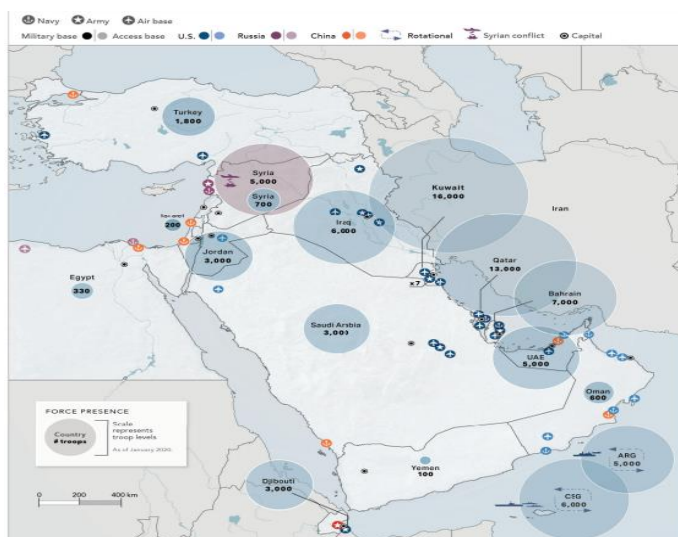 Navy Army Air base
Military base Access base U.S. Russia China Rotational Syrian conflict Capital
Turkey
1,800
Syria
5,000
Syria
700
Kuwait
16,000
Iraq
6,000
Iran
Israel
200
Jordan
3,000
Qatar
13,000
Egypt
330
Bahrain
7,000
Saudi Arabia
3,000
x7
UAE
5,000
Oman
600
FORCE PRESENCE
Country
# troops
Scale
represents
troop levels
As of January 2020.
Yemen
100
ARG
5,000
Djibouti
3,000
CSG
6,000
0 200 400 km